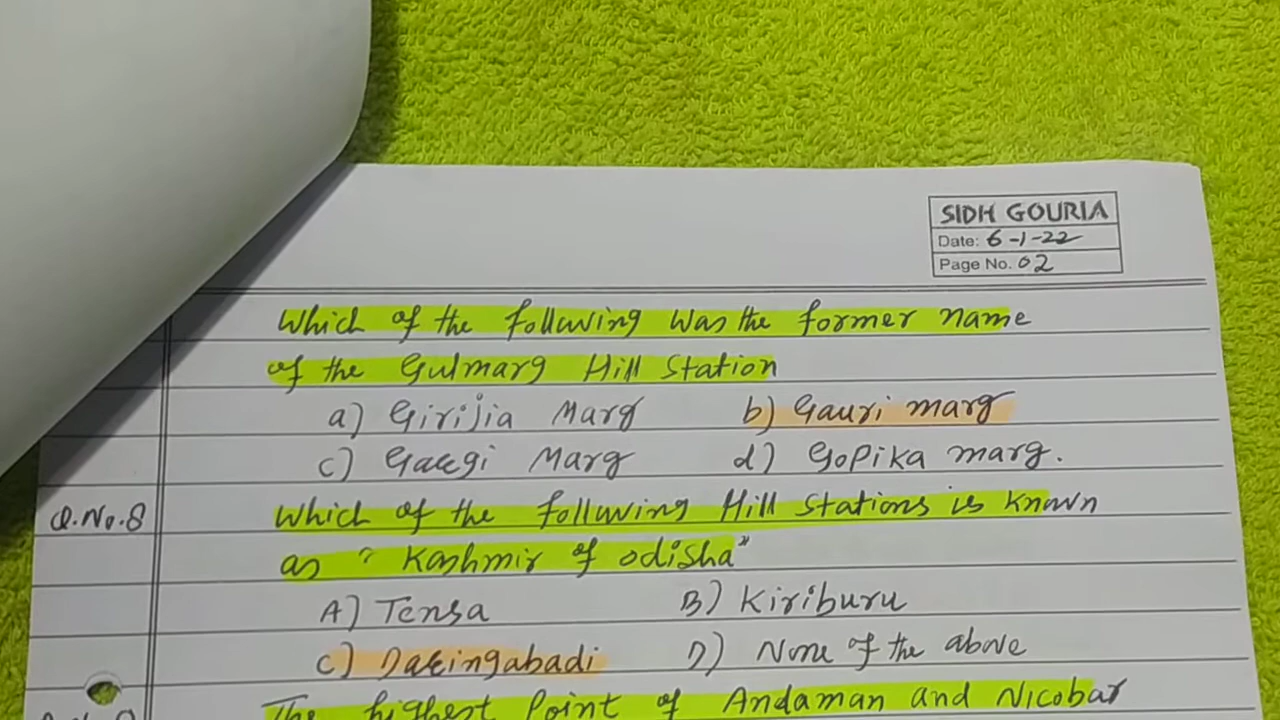 SIDH GOURIA
Date: 6-1-22
Page No. 02
Which of the following was the former name
of the Gulmarg Hill Station
a) Girijia Marg b) Gauri marg
c) Gargi Marg d) Gopika marg.
Q.No.8 Which of the following Hill Stations is known
as "Kashmir of odisha"
A) Tensa B) Kiriburu
C) Daringabadi D) None of the above
The highest Point of Andaman and Nicobar